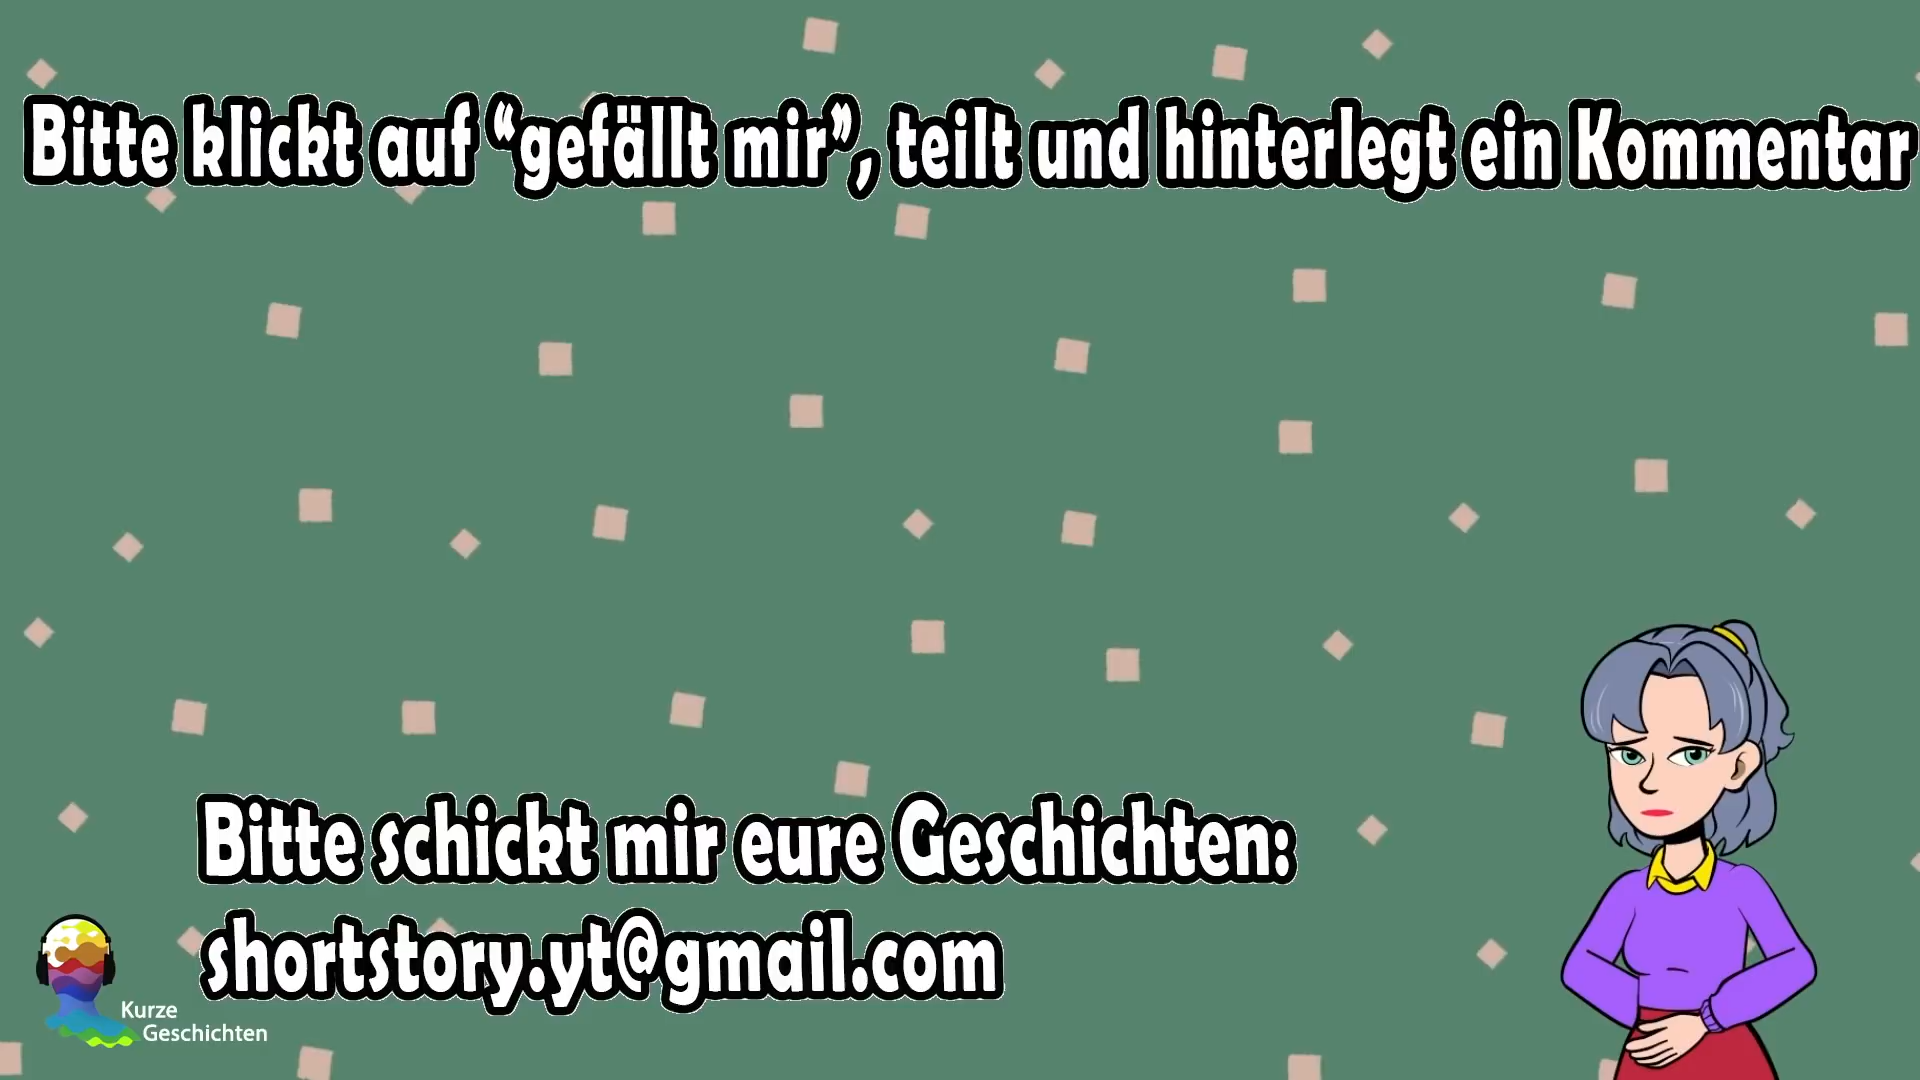 Bitte klickt auf “gefällt mir”, teilt und hinterlegt ein Kommentar
Bitte schickt mir eure Geschichten:
shortstory.yt@gmail.com
Kurze
Geschichten